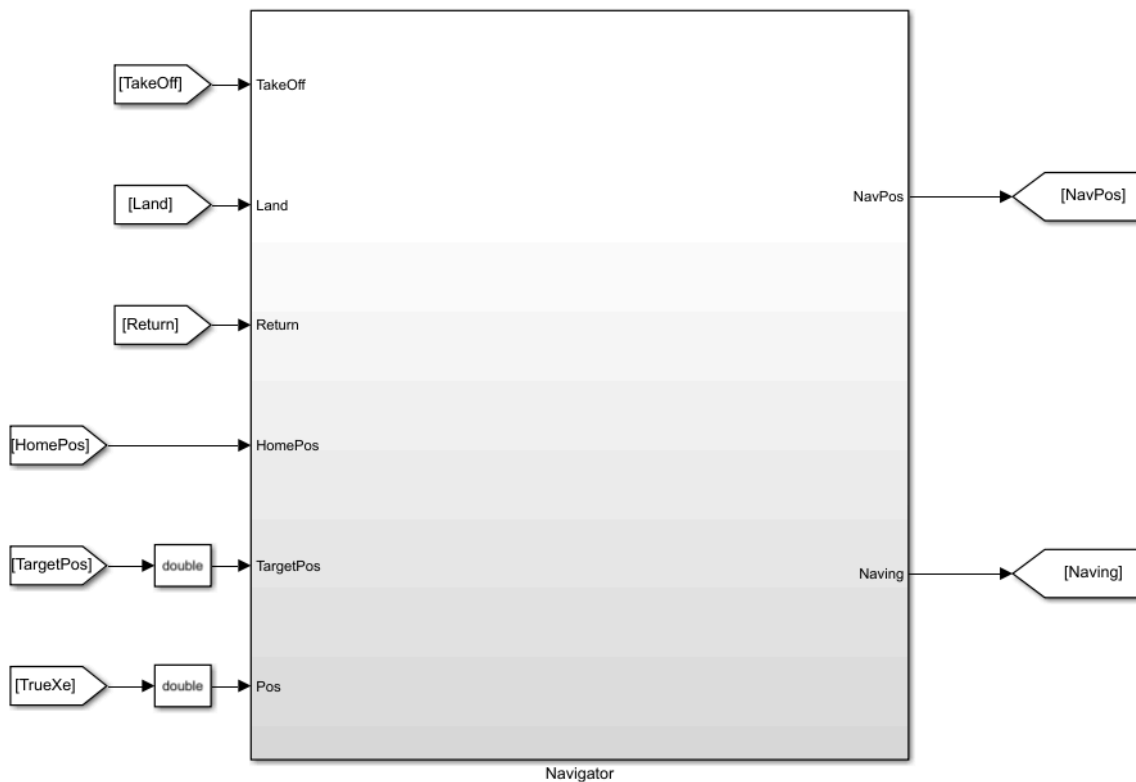 [TakeOff]
TakeOff
[Land]
Land
NavPos
[NavPos]
[Return]
Return
[HomePos]
HomePos
[TargetPos]
double
TargetPos
Naving
[Naving]
[TrueXe]
double
Pos
Navigator